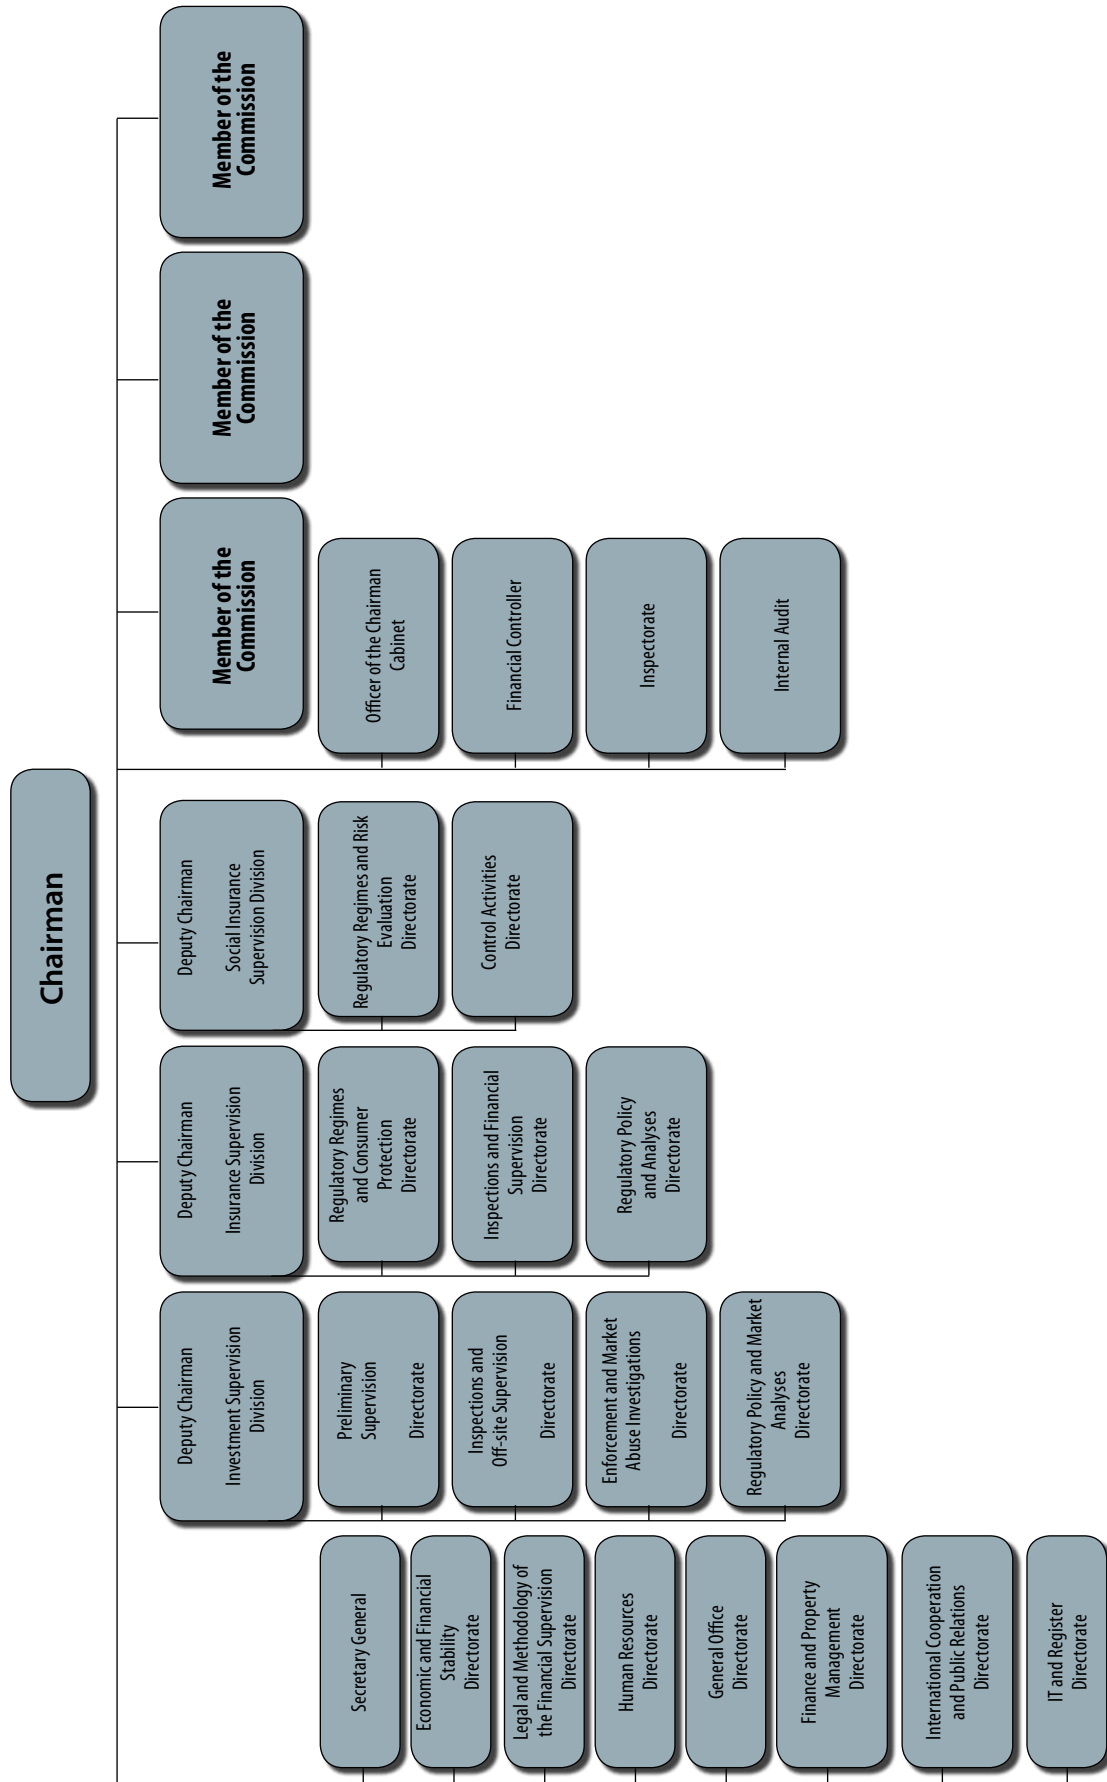 Chairman
Deputy Chairman
Investment Supervision
Division
Deputy Chairman
Insurance Supervision
Division
Deputy Chairman
Social Insurance
Supervision Division
Member of the
Commission
Member of the
Commission
Member of the
Commission
Secretary General
Economic and Financial
Stability
Directorate
Legal and Methodology of
the Financial Supervision
Directorate
Human Resources
Directorate
General Office
Directorate
Finance and Property
Management
Directorate
International Cooperation
and Public Relations
Directorate
IT and Register
Directorate
Preliminary
Supervision
Directorate
Inspections and
Off-site Supervision
Directorate
Enforcement and Market
Abuse Investigations
Directorate
Regulatory Policy and Market
Analyses
Directorate
Regulatory Regimes
and Consumer
Protection
Directorate
Inspections and Financial
Supervision
Directorate
Regulatory Policy
and Analyses
Directorate
Regulatory Regimes and Risk
Evaluation
Directorate
Control Activities
Directorate
Officer of the Chairman
Cabinet
Financial Controller
Inspectorate
Internal Audit